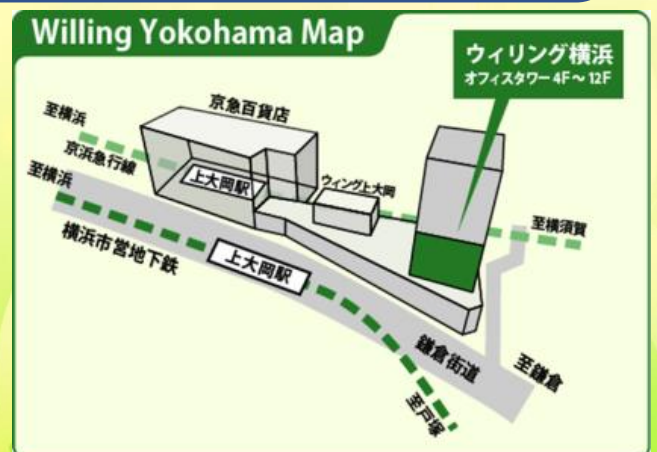 Willing Yokohama Map
ウィリング横浜
オフィスタワー 4F～12F
京急百貨店
至横浜
京浜急行線
上大岡駅
ウィング上大岡
至横須賀
至横浜
横浜市営地下鉄
上大岡駅
鎌倉街道
至鎌倉
至戸塚